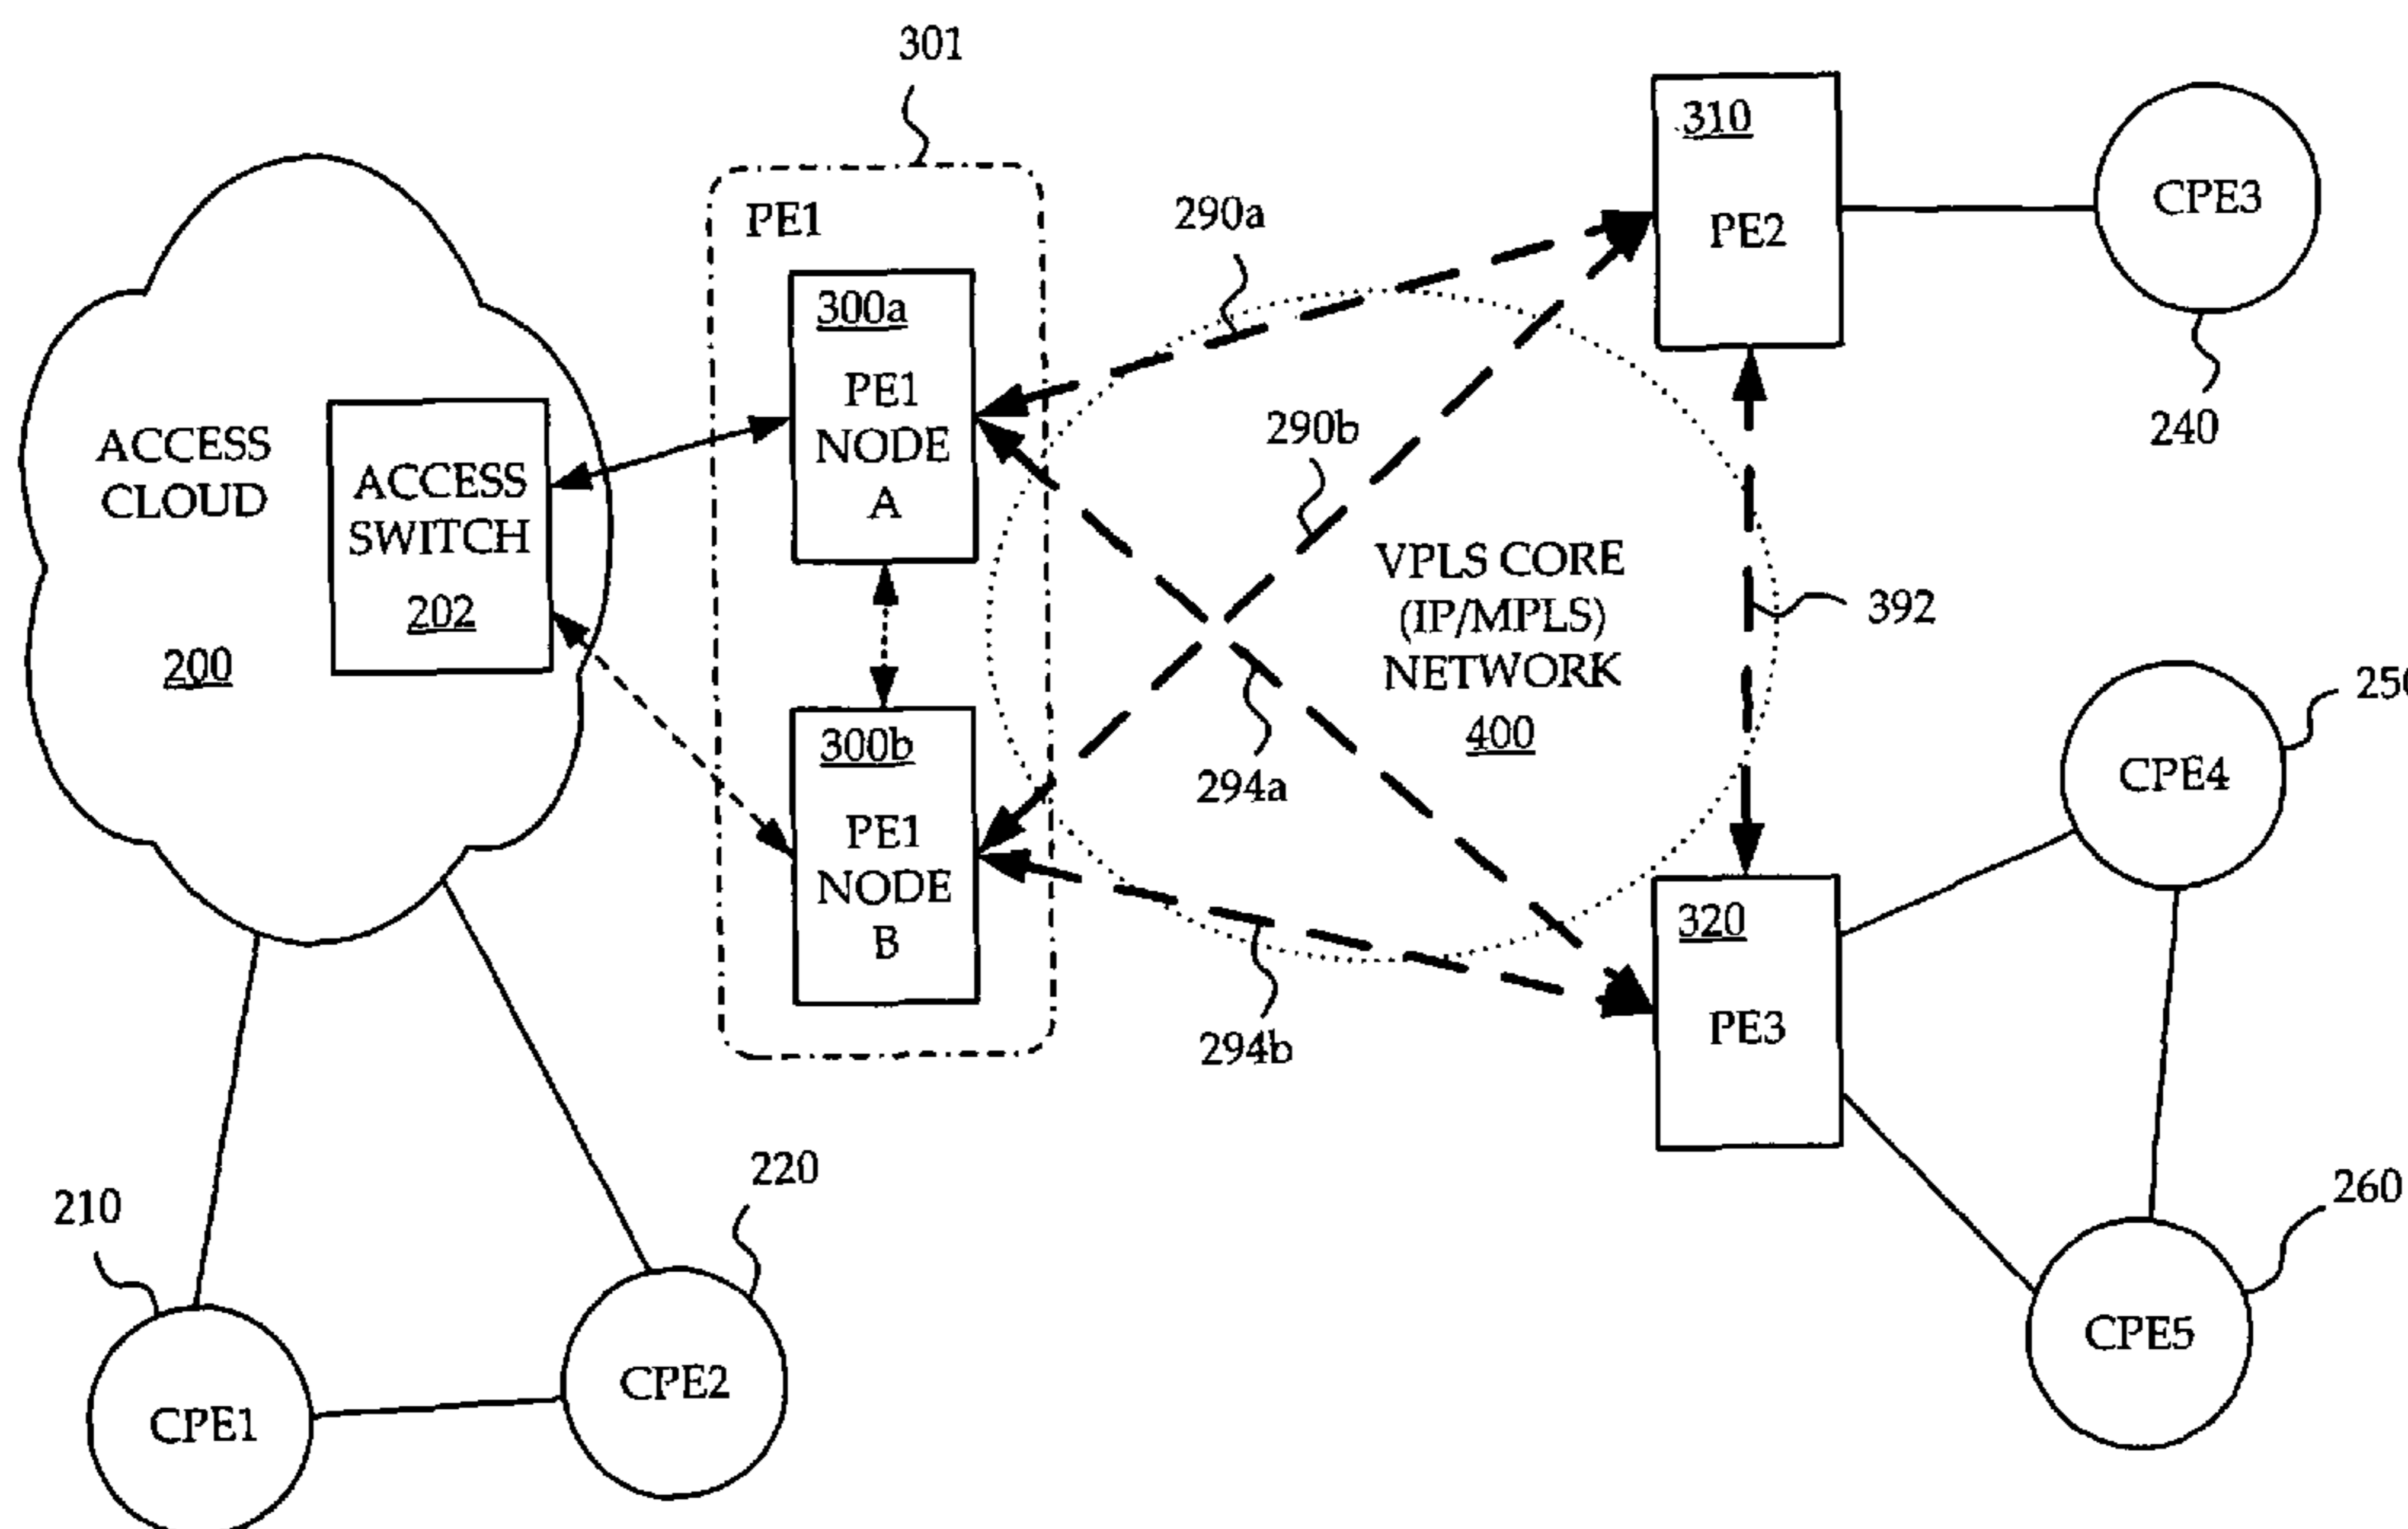 301
PE1
290a
310
PE2
CPE3
240
300a
PE1
NODE
A
ACCESS
CLOUD
200
ACCESS
SWITCH
202
290b
VPLS CORE
(IP/MPLS)
NETWORK
400
392
294a
300b
PE1
NODE
B
294b
320
PE3
CPE4
CPE5
260
210
CPE1
220
CPE2